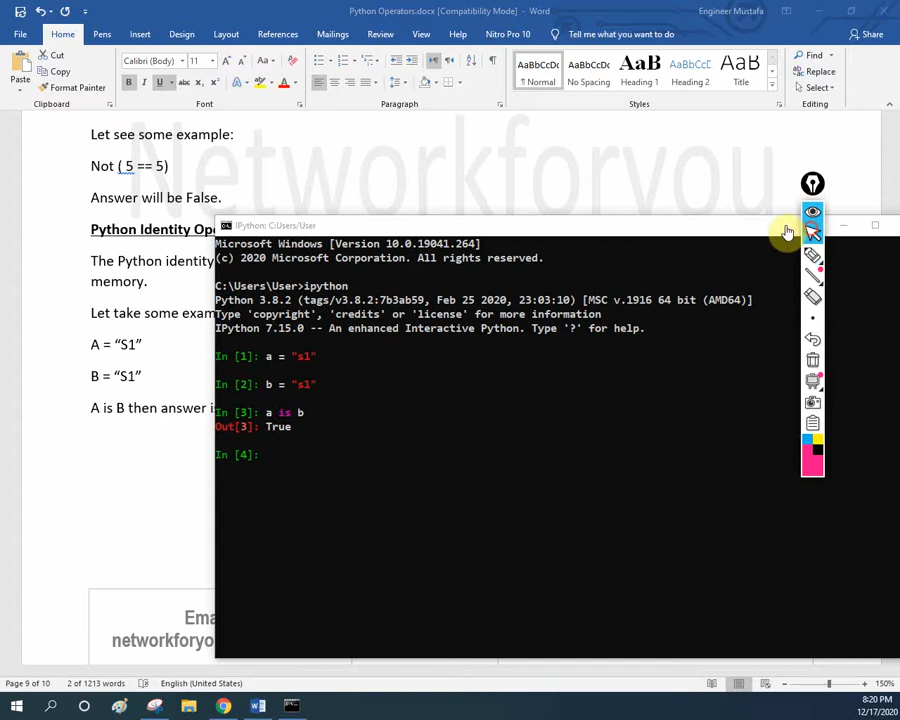 Python Operators.docx [Compatibility Mode] - Word
Engineer Mustafa
File Home Pens Insert Design Layout References Mailings Review View Help Nitro Pro 10 Tell me what you want to do Share
Paste
Cut
Copy
Format Painter
Clipboard
Calibri (Body) 11
Font
Paragraph
AaBbCcDc AaBbCcDc AaBbC AaBbCcD AaB
¶ Normal No Spacing Heading 1 Heading 2 Title
Styles
Find
Replace
Select
Editing
Networkforyou
Let see some example:
Not ( 5 == 5)
Answer will be False.
Python Identity Ope
The Python identity
memory.
Let take some exam
A = “S1”
B = “S1”
A is B then answer is
Ema
networkforyo
IPython: C:Users/User
Microsoft Windows [Version 10.0.19041.264]
(c) 2020 Microsoft Corporation. All rights reserved.
C:\Users\User>ipython
Python 3.8.2 (tags/v3.8.2:7b3ab59, Feb 25 2020, 23:03:10) [MSC v.1916 64 bit (AMD64)]
Type 'copyright', 'credits' or 'license' for more information
IPython 7.15.0 -- An enhanced Interactive Python. Type '?' for help.
In [1]: a = "s1"
In [2]: b = "s1"
In [3]: a is b
Out[3]: True
In [4]:
Page 9 of 10 2 of 1213 words English (United States) 150%
8:20 PM
12/17/2020